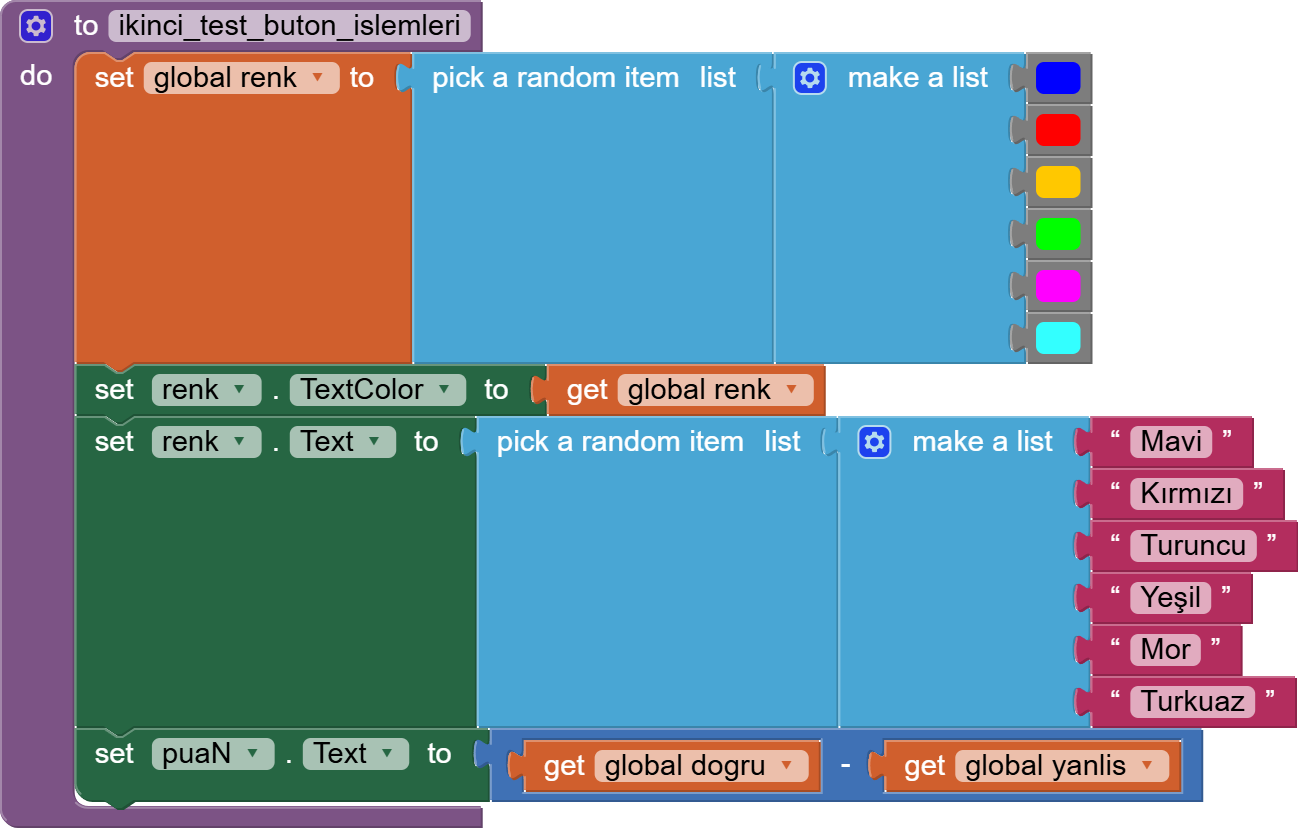 to ikinci_test_buton_islemleri
do set global renk to pick a random item list make a list
set renk . TextColor to get global renk
set renk . Text to pick a random item list make a list “ Mavi ”
“ Kırmızı ”
“ Turuncu ”
“ Yeşil ”
“ Mor ”
“ Turkuaz ”
set puaN . Text to get global dogru - get global yanlis